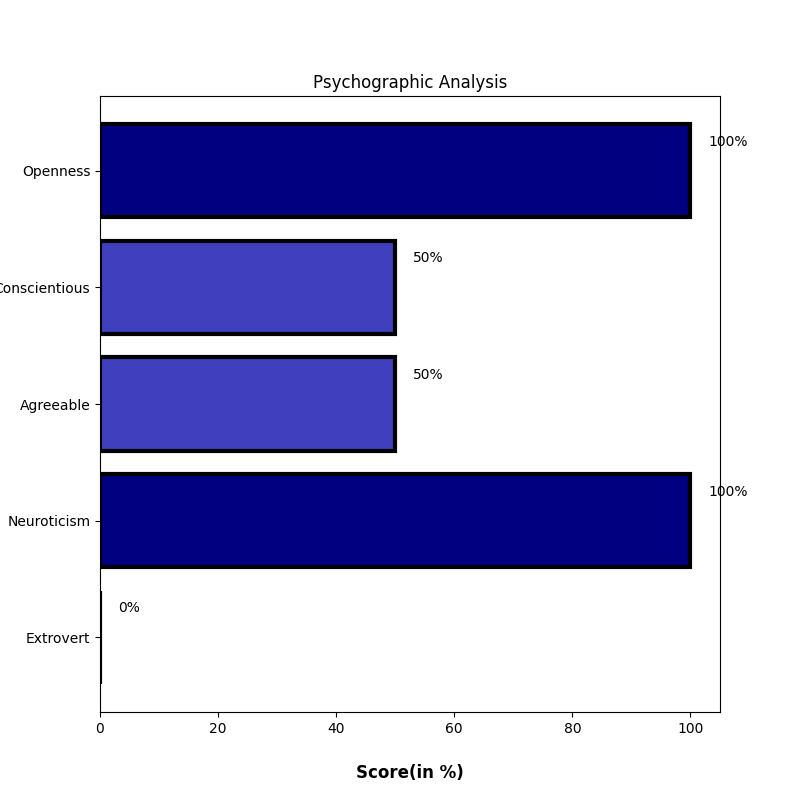 Psychographic Analysis
Openness
100%
onscientious
50%
Agreeable
50%
Neuroticism
100%
Extrovert
0%
0 20 40 60 80 100
Score(in %)